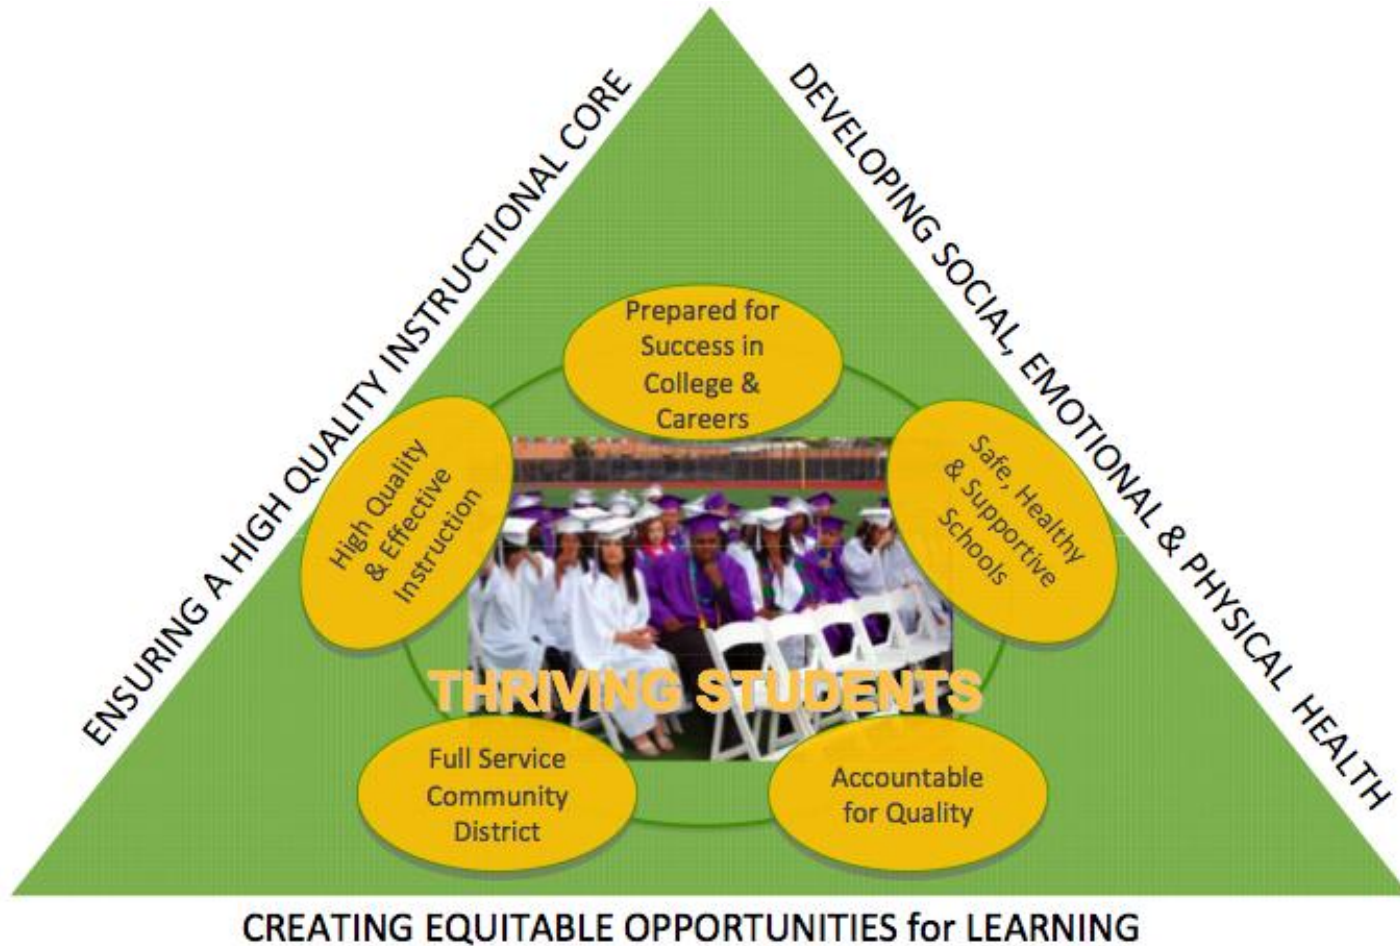 ENSURING A HIGH QUALITY INSTRUCTIONAL CORE
DEVELOPING SOCIAL, EMOTIONAL & PHYSICAL HEALTH
Prepared for
Success in
College &
Careers
High Quality
& Effective
Instruction
Safe, Healthy
& Supportive
Schools
THRIVING STUDENTS
Full Service
Community
District
Accountable
for Quality
CREATING EQUITABLE OPPORTUNITIES for LEARNING